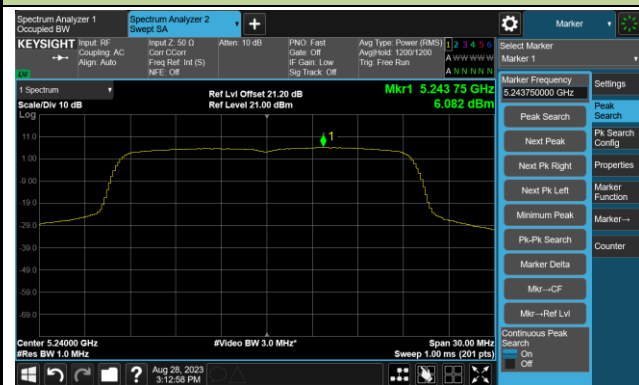 Spectrum Analyzer 1
Occupied BW
Spectrum Analyzer 2
Swept SA
Marker
KEYSIGHT
Input: RF
Coupling: AC
Align: Auto
Input Z: 50 Ω
Corr CCorr
Freq Ref: Int (S)
NFE: Off
Atten: 10 dB
PNO: Fast
Gate: Off
IF Gain: Low
Sig Track: Off
Avg Type: Power (RMS)
Avg|Hold: 1200/1200
Trig: Free Run
1 2 3 4 5 6
A W W W W W
A N N N N N
Select Marker
Marker 1
1 Spectrum
Scale/Div 10 dB
Log
Ref Lvl Offset 21.20 dB
Ref Level 21.00 dBm
Mkr1 5.243 75 GHz
6.082 dBm
1
11.0
1.00
-9.00
-19.0
-29.0
-39.0
-49.0
-59.0
-69.0
Center 5.24000 GHz
#Res BW 1.0 MHz
#Video BW 3.0 MHz*
Span 30.00 MHz
Sweep 1.00 ms (201 pts)
Marker Frequency
5.243750000 GHz
Peak Search
Next Peak
Next Pk Right
Next Pk Left
Minimum Peak
Pk-Pk Search
Marker Delta
Mkr→CF
Mkr→Ref Lvl
Continuous Peak
Search
On
Off
Settings
Peak
Search
Pk Search
Config
Properties
Marker
Function
Marker→
Counter
?
Aug 28, 2023
3:12:58 PM